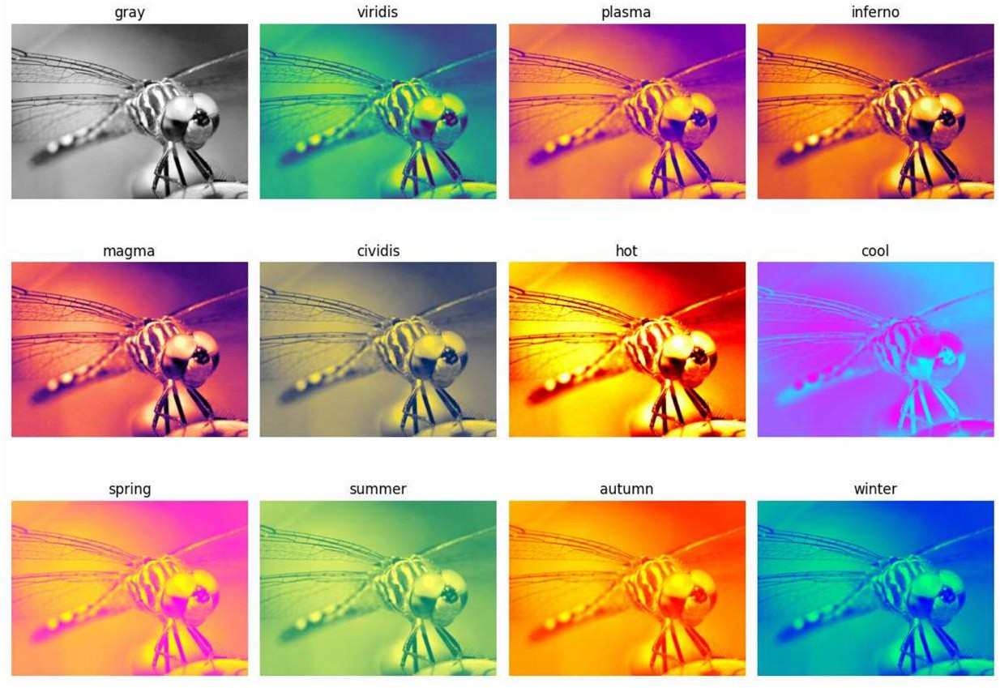 gray
viridis
plasma
inferno
magma
cividis
hot
cool
spring
summer
autumn
winter